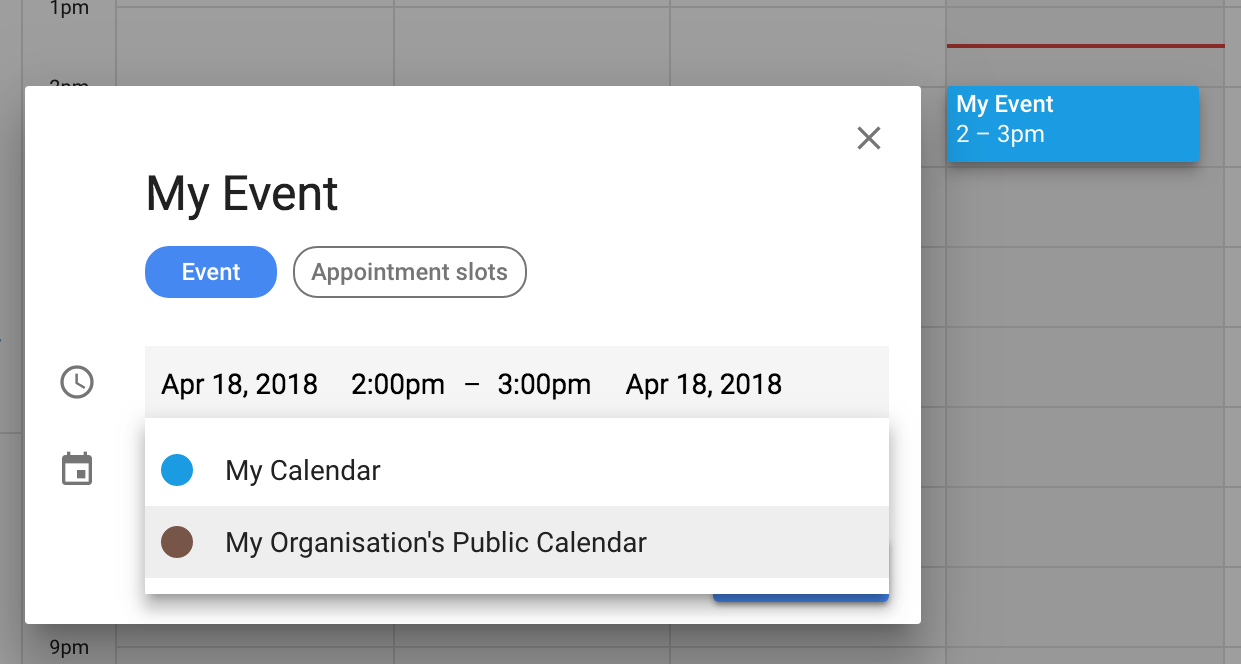 1pm
2pm
My Event
2 – 3pm
My Event
Event
Appointment slots
Apr 18, 2018 2:00pm – 3:00pm Apr 18, 2018
My Calendar
My Organisation's Public Calendar
9pm